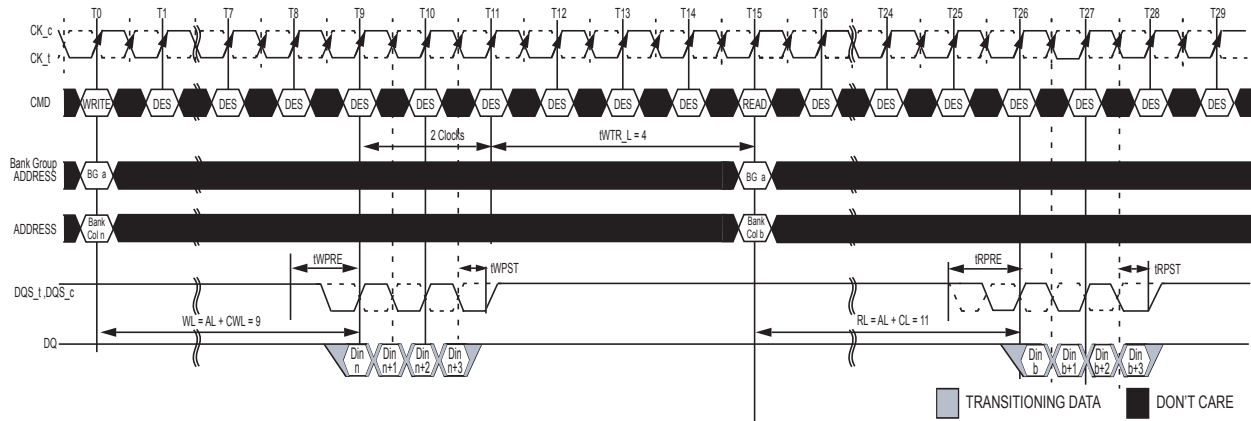 T0 T1 T7 T8 T9 T10 T11 T12 T13 T14 T15 T16 T24 T25 T26 T27 T28 T29
CK_c
CK_t
CMD WRITE DES DES DES DES DES DES DES DES DES READ DES DES DES DES DES DES DES
2 Clocks tWTR_L = 4
Bank Group
ADDRESS BG a BG a
ADDRESS Bank Col n Bank Col b
tWPRE tWPST tRPRE tRPST
DQS_t ,DQS_c
WL = AL + CWL = 9 RL = AL + CL = 11
DQ Din n Din n+1 Din n+2 Din n+3 Din b Din b+1 Din b+2 Din b+3
TRANSITIONING DATA DON'T CARE